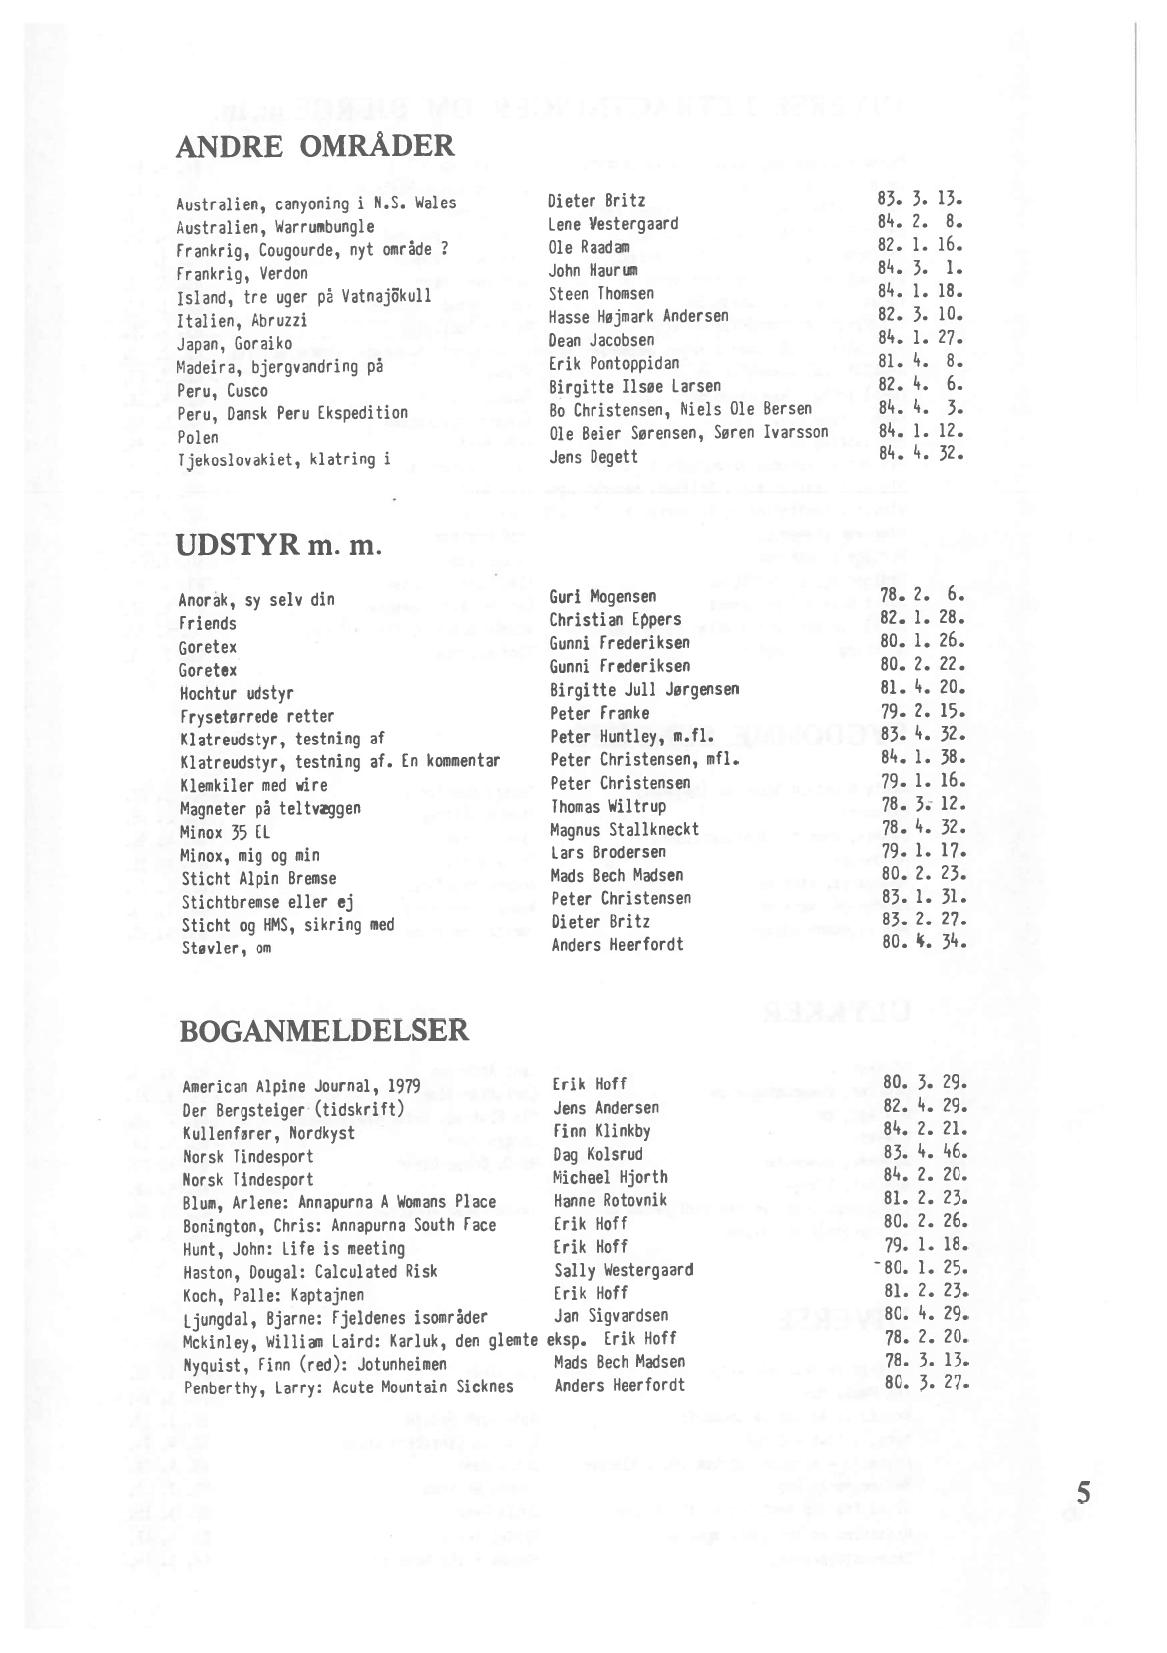 ANDRE OMRÅDER
Australien, canyoning i N.S. Wales Dieter Britz 83. 3. 13.
Australien, Warrumbungle Lene Vestergaard 84. 2. 8.
Frankrig, Cougourde, nyt område ? Ole Raadam 82. 1. 16.
Frankrig, Verdon John Haurum 84. 3. 1.
Island, tre uger på Vatnajökull Steen Thomsen 84. 1. 18.
Italien, Abruzzi Hasse Højmark Andersen 82. 3. 10.
Japan, Goraiko Dean Jacobsen 84. 1. 27.
Madeira, bjergvandring på Erik Pontoppidan 81. 4. 8.
Peru, Cusco Birgitte Ilsøe Larsen 82. 4. 6.
Peru, Dansk Peru Ekspedition Bo Christensen, Niels Ole Bersen 84. 4. 3.
Polen Ole Beier Sørensen, Søren Ivarsson 84. 1. 12.
Tjekoslovakiet, klatring i Jens Degett 84. 4. 32.
UDSTYR m. m.
Anorak, sy selv din Guri Mogensen 78. 2. 6.
Friends Christian Eppers 82. 1. 28.
Goretex Gunni Frederiksen 80. 1. 26.
Goretex Gunni Frederiksen 80. 2. 22.
Hochtur udstyr Birgitte Jull Jørgensen 81. 4. 20.
Frysetørrede retter Peter Franke 79. 2. 15.
Klatreudstyr, testning af Peter Huntley, m.fl. 83. 4. 32.
Klatreudstyr, testning af. En kommentar Peter Christensen, mfl. 84. 1. 38.
Klemkiler med wire Peter Christensen 79. 1. 16.
Magneter på teltvæggen Thomas Wiltrup 78. 3. 12.
Minox 35 EL Magnus Stallkneckt 78. 4. 32.
Minox, mig og min Lars Brodersen 79. 1. 17.
Sticht Alpin Bremse Mads Bech Madsen 80. 2. 23.
Stichtbremse eller ej Peter Christensen 83. 1. 31.
Sticht og HMS, sikring med Dieter Britz 83. 2. 27.
Støvler, om Anders Heerfordt 80. 4. 34.
BOGANMELDELSER
American Alpine Journal, 1979 Erik Hoff 80. 3. 29.
Der Bergsteiger (tidskrift) Jens Andersen 82. 4. 29.
Kullenfører, Nordkyst Finn Klinkby 84. 2. 21.
Norsk Tindesport Dag Kolsrud 83. 4. 46.
Norsk Tindesport Michael Hjorth 84. 2. 20.
Blum, Arlene: Annapurna A Womans Place Hanne Rotovnik 81. 2. 23.
Bonington, Chris: Annapurna South Face Erik Hoff 80. 2. 26.
Hunt, John: Life is meeting Erik Hoff 79. 1. 18.
Haston, Dougal: Calculated Risk Sally Westergaard 80. 1. 25.
Koch, Palle: Kaptajnen Erik Hoff 81. 2. 23.
Ljungdal, Bjarne: Fjeldenes isområder Jan Sigvardsen 80. 4. 29.
Mckinley, William Laird: Karluk, den glemte eksp. Erik Hoff 78. 2. 20.
Nyquist, Finn (red): Jotunheimen Mads Bech Madsen 78. 3. 13.
Penberthy, Larry: Acute Mountain Sicknes Anders Heerfordt 80. 3. 27.
5